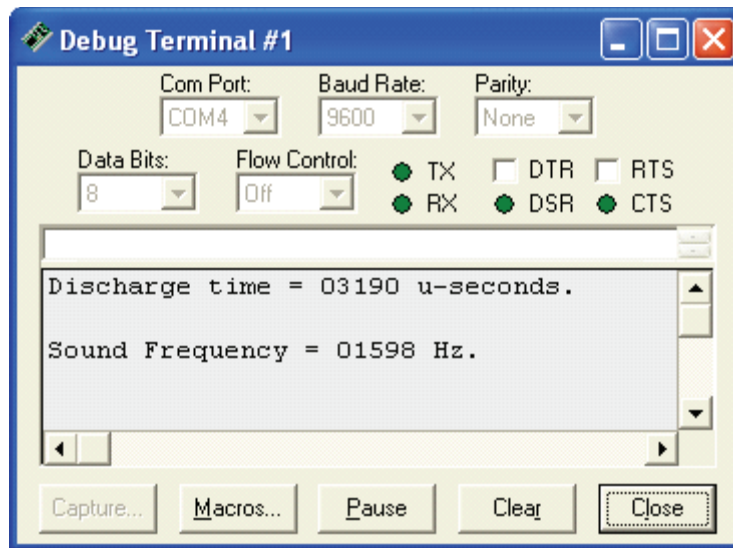 Debug Terminal #1
Com Port: Baud Rate: Parity:
COM4 9600 None
Data Bits: Flow Control: TX DTR RTS
8 Off RX DSR CTS
Discharge time = 03190 u-seconds.
Sound Frequency = 01598 Hz.
Capture... Macros... Pause Clear Close